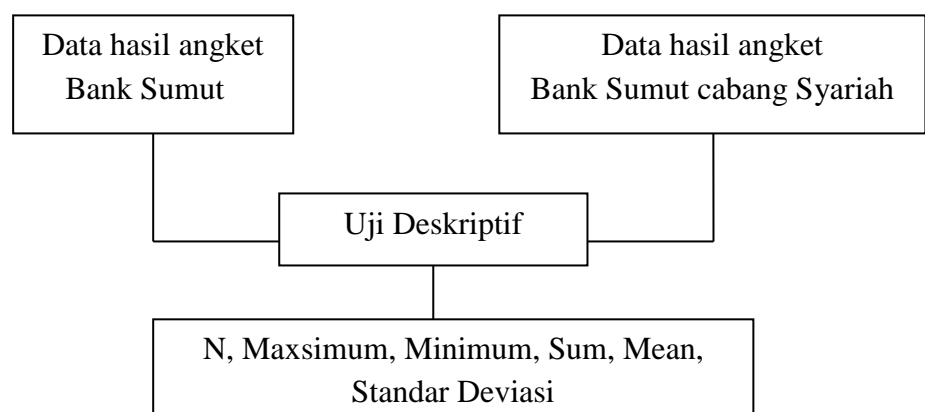 Data hasil angket
Bank Sumut
Data hasil angket
Bank Sumut cabang Syariah
Uji Deskriptif
N, Maxsimum, Minimum, Sum, Mean,
Standar Deviasi